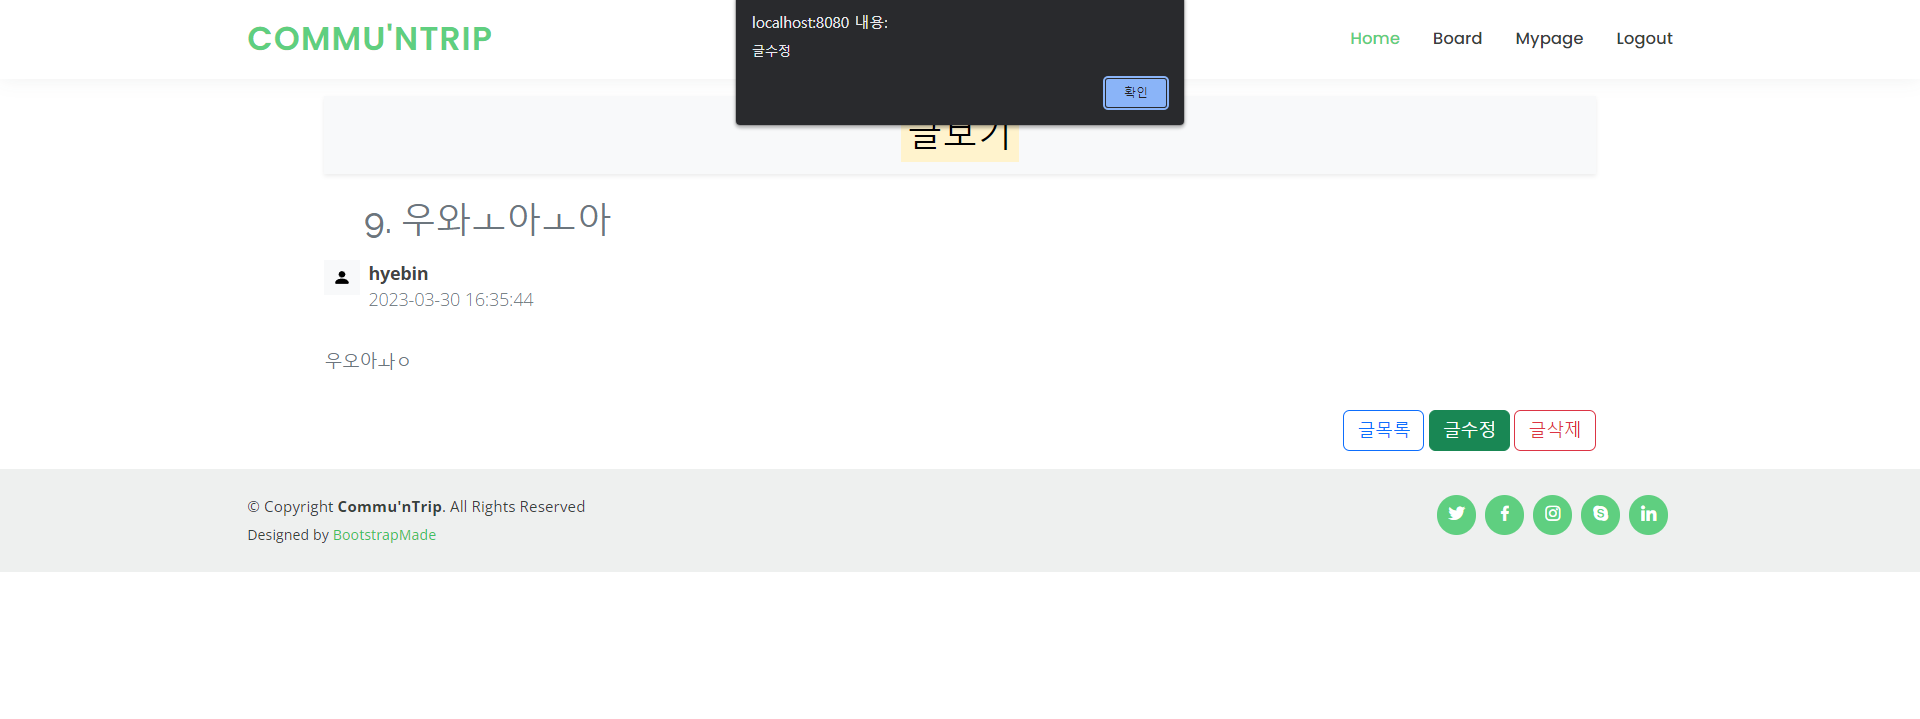 COMMU'NTRIP
Home Board Mypage Logout
localhost:8080 내용:
글수정
확인
글보기
9. 우와ㅗ아ㅗ아
hyebin
2023-03-30 16:35:44
우오아ㅘㅇ
글목록 글수정 글삭제
© Copyright Commu'nTrip. All Rights Reserved
Designed by BootstrapMade